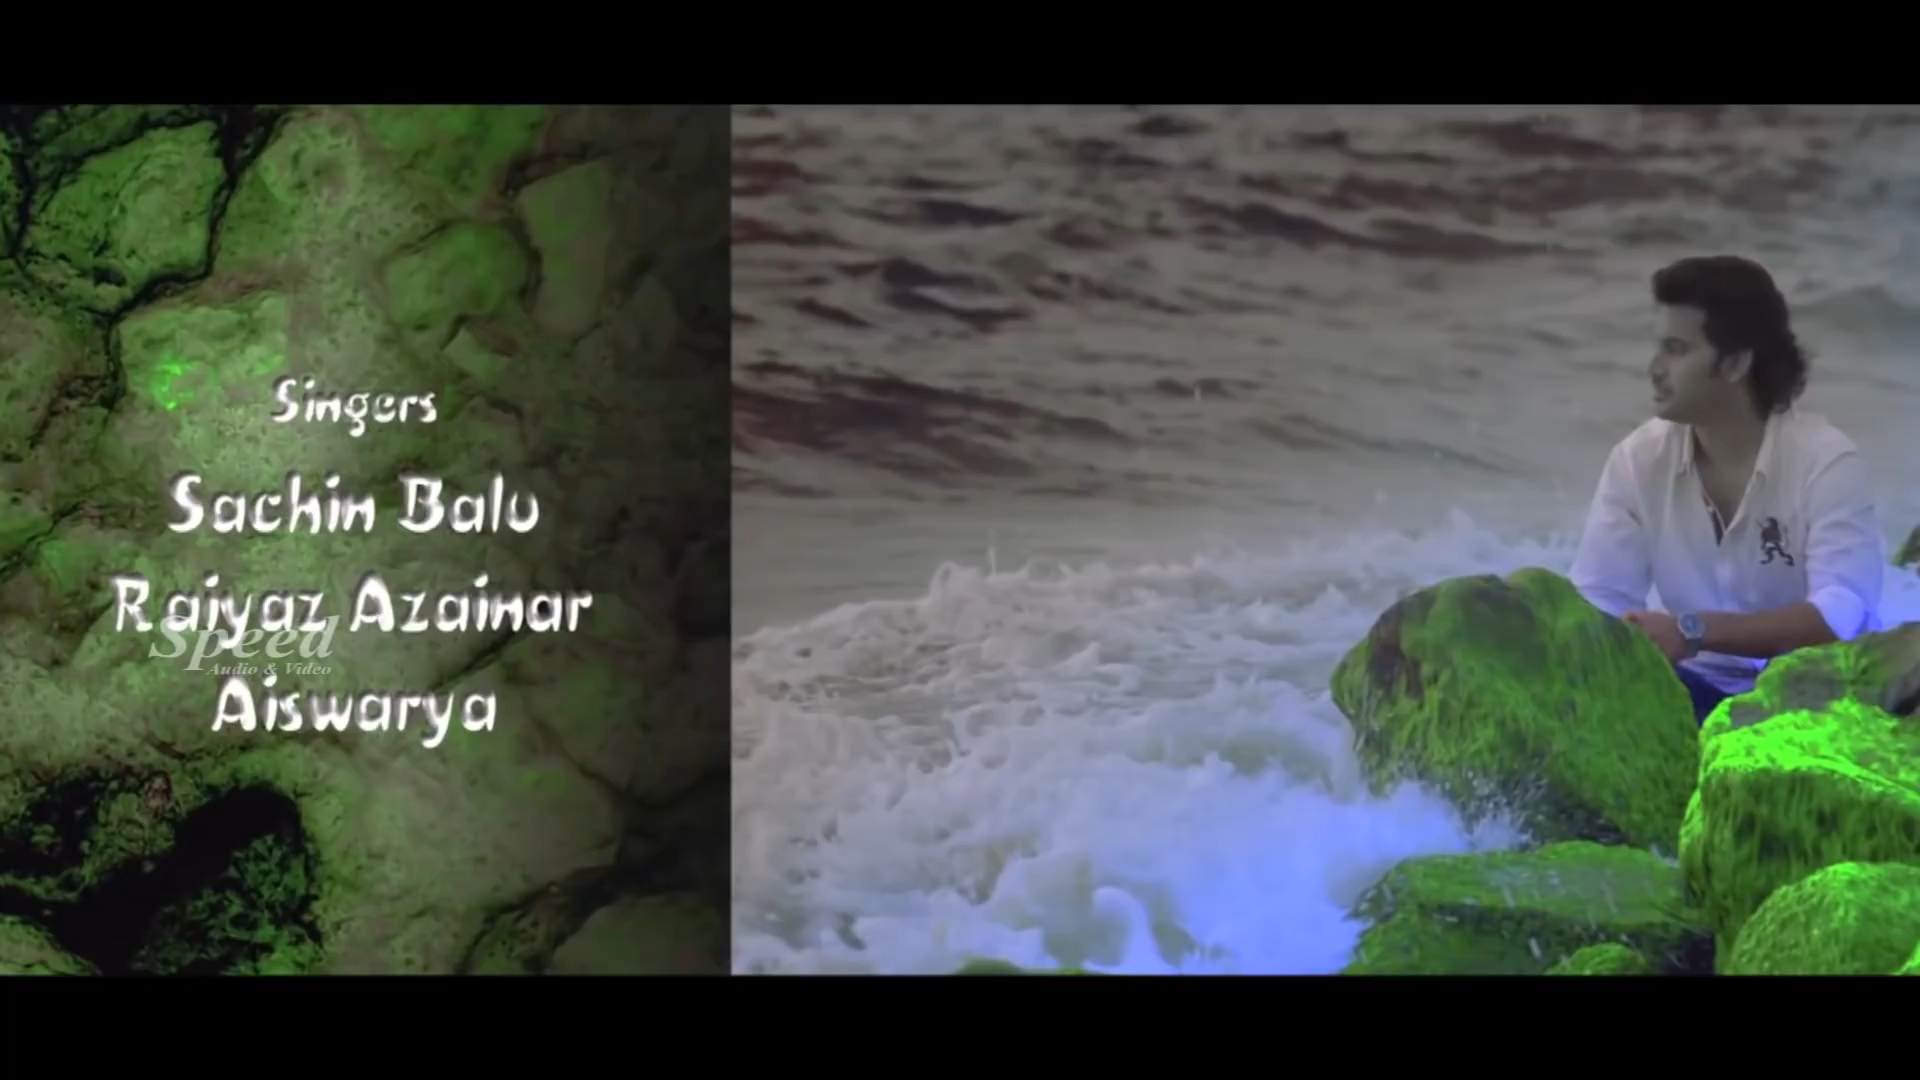 Singers
Sachin Balu
Raiyaz Azainar
Speed
Audio & Video
Aiswarya